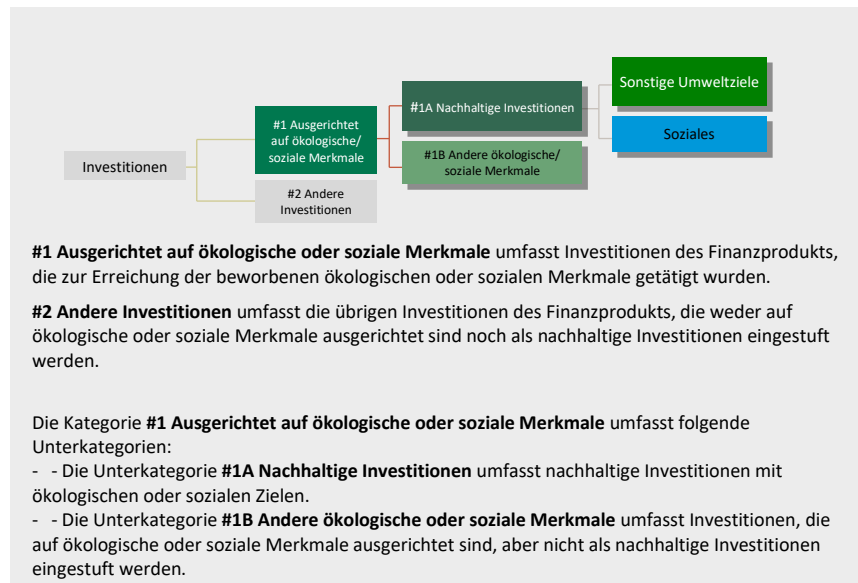 Sonstige Umweltziele
#1A Nachhaltige Investitionen
#1 Ausgerichtet
auf ökologische/
soziale Merkmale
Soziales
#1B Andere ökologische/
soziale Merkmale
Investitionen
#2 Andere
Investitionen
#1 Ausgerichtet auf ökologische oder soziale Merkmale umfasst Investitionen des Finanzprodukts,
die zur Erreichung der beworbenen ökologischen oder sozialen Merkmale getätigt wurden.
#2 Andere Investitionen umfasst die übrigen Investitionen des Finanzprodukts, die weder auf
ökologische oder soziale Merkmale ausgerichtet sind noch als nachhaltige Investitionen eingestuft
werden.
Die Kategorie #1 Ausgerichtet auf ökologische oder soziale Merkmale umfasst folgende
Unterkategorien:
- - Die Unterkategorie #1A Nachhaltige Investitionen umfasst nachhaltige Investitionen mit
ökologischen oder sozialen Zielen.
- - Die Unterkategorie #1B Andere ökologische oder soziale Merkmale umfasst Investitionen, die
auf ökologische oder soziale Merkmale ausgerichtet sind, aber nicht als nachhaltige Investitionen
eingestuft werden.